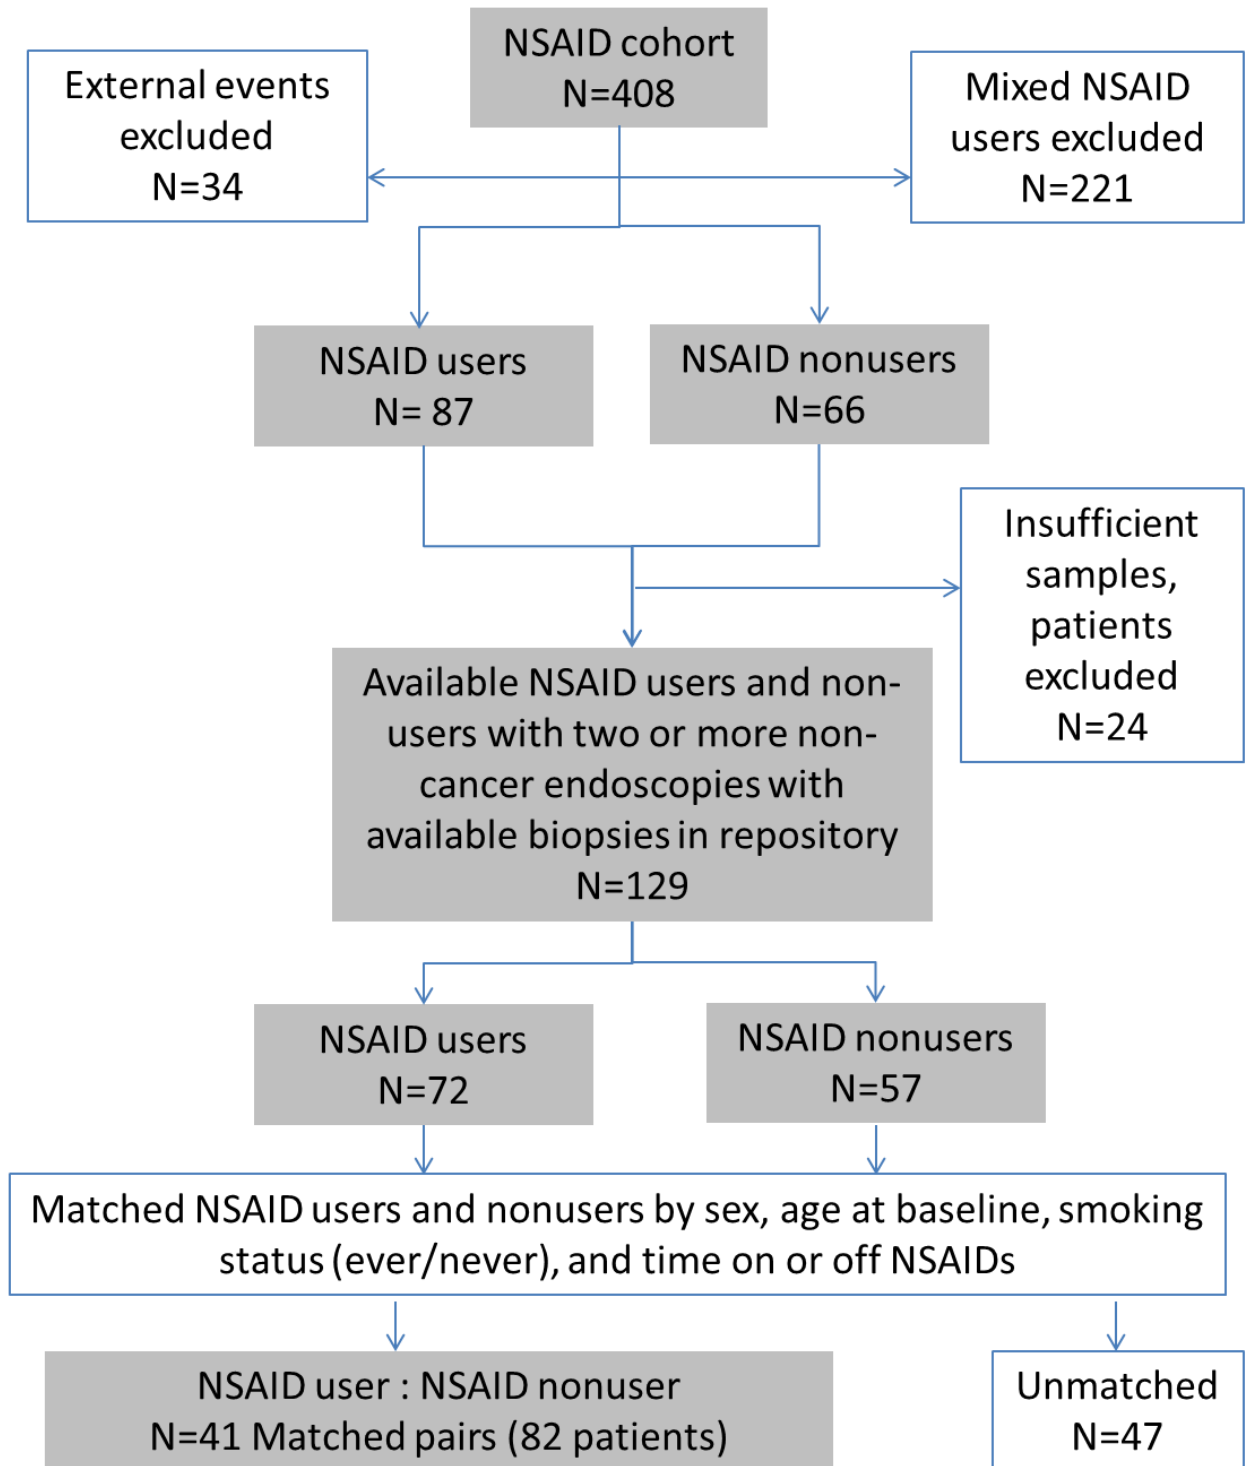 NSAID cohort
N=408
External events
excluded
N=34
Mixed NSAID
users excluded
N=221
NSAID users
N= 87
NSAID nonusers
N=66
Insufficient
samples,
patients
excluded
N=24
Available NSAID users and non-
users with two or more non-
cancer endoscopies with
available biopsies in repository
N=129
NSAID users
N=72
NSAID nonusers
N=57
Matched NSAID users and nonusers by sex, age at baseline, smoking
status (ever/never), and time on or off NSAIDs
NSAID user : NSAID nonuser
N=41 Matched pairs (82 patients)
Unmatched
N=47